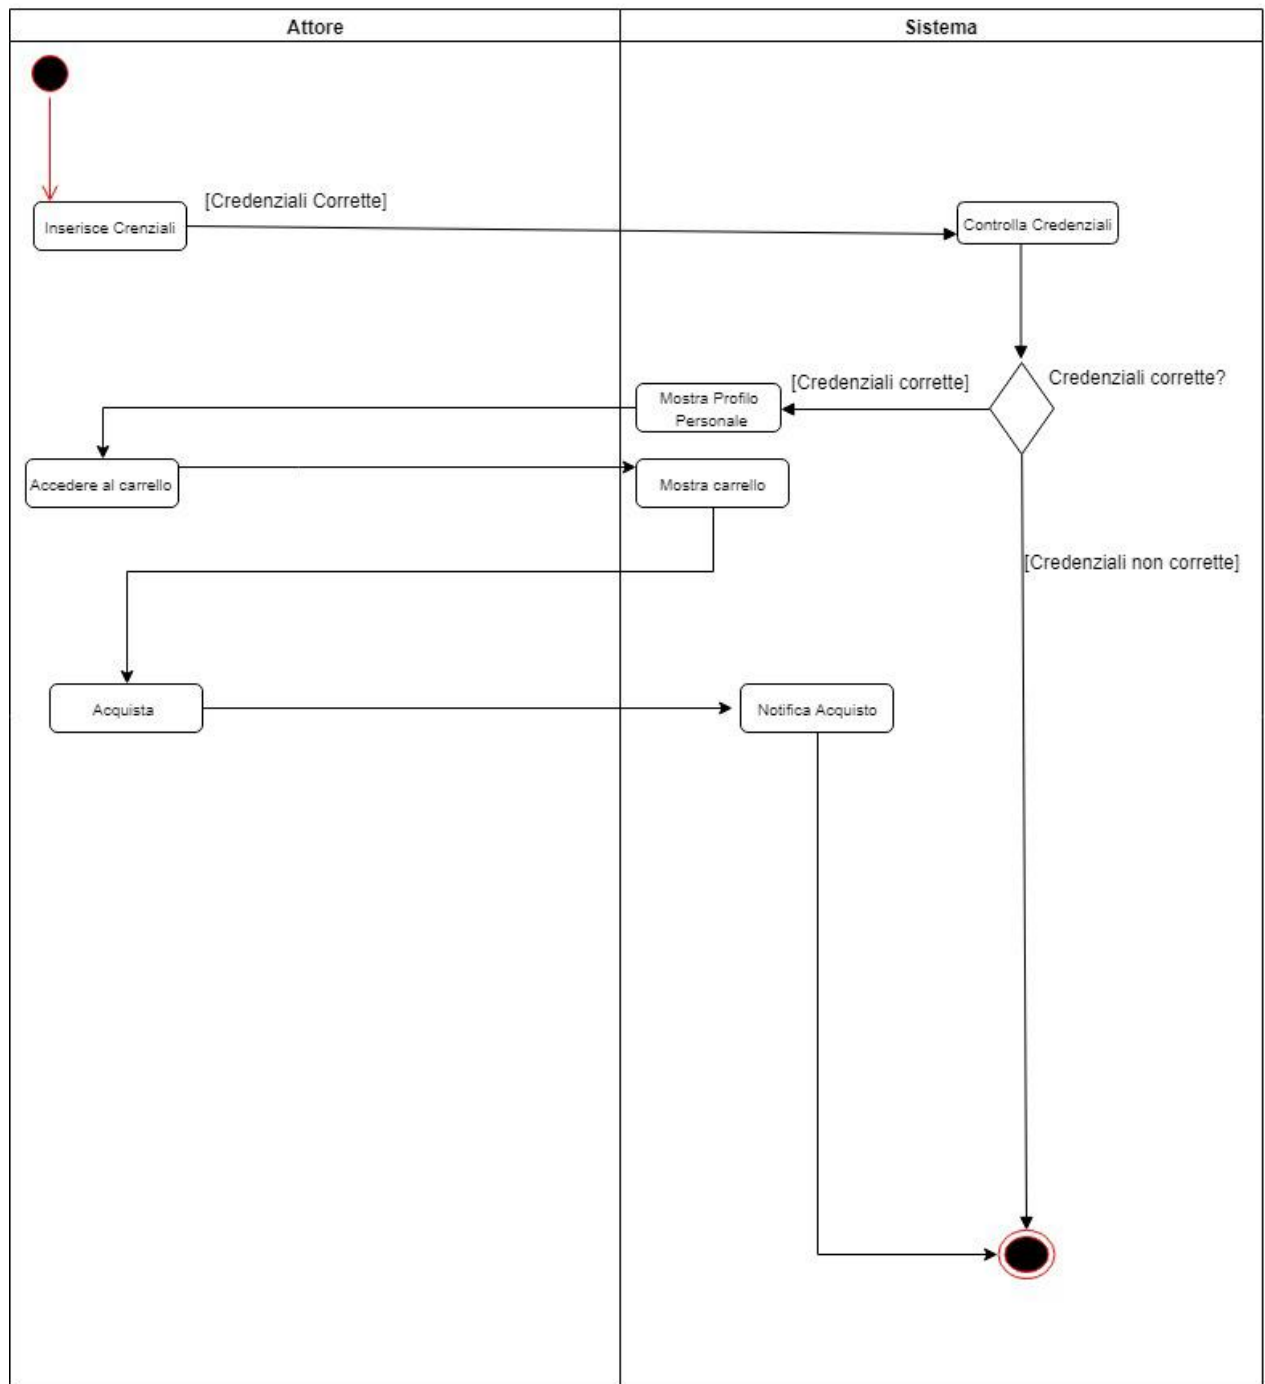 Attore
Sistema
[Credenziali Corrette]
Inserisce Crenziali
Controlla Credenziali
Credenziali corrette?
[Credenziali corrette]
Mostra Profilo
Personale
Accedere al carrello
Mostra carrello
[Credenziali non corrette]
Acquista
Notifica Acquisto